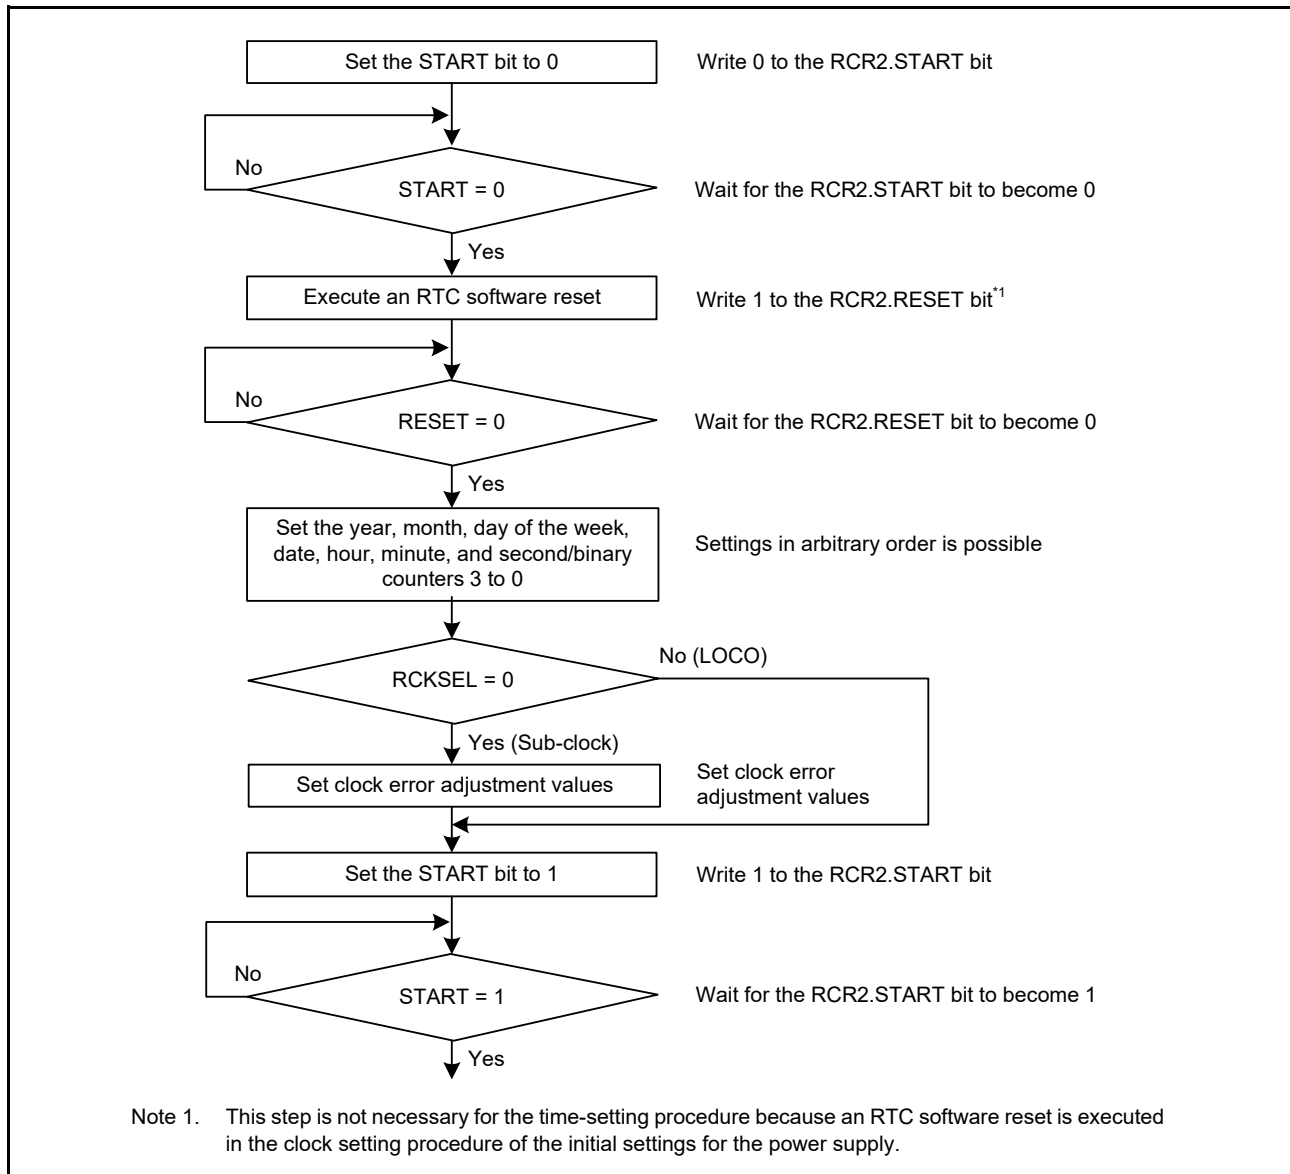 Set the START bit to 0
Write 0 to the RCR2.START bit
No
START = 0
Wait for the RCR2.START bit to become 0
Yes
Execute an RTC software reset
Write 1 to the RCR2.RESET bit*1
No
RESET = 0
Wait for the RCR2.RESET bit to become 0
Yes
Set the year, month, day of the week,
date, hour, minute, and second/binary
counters 3 to 0
Settings in arbitrary order is possible
No (LOCO)
RCKSEL = 0
Yes (Sub-clock)
Set clock error adjustment values
Set clock error
adjustment values
Set the START bit to 1
Write 1 to the RCR2.START bit
No
START = 1
Wait for the RCR2.START bit to become 1
Yes
Note 1. This step is not necessary for the time-setting procedure because an RTC software reset is executed
in the clock setting procedure of the initial settings for the power supply.